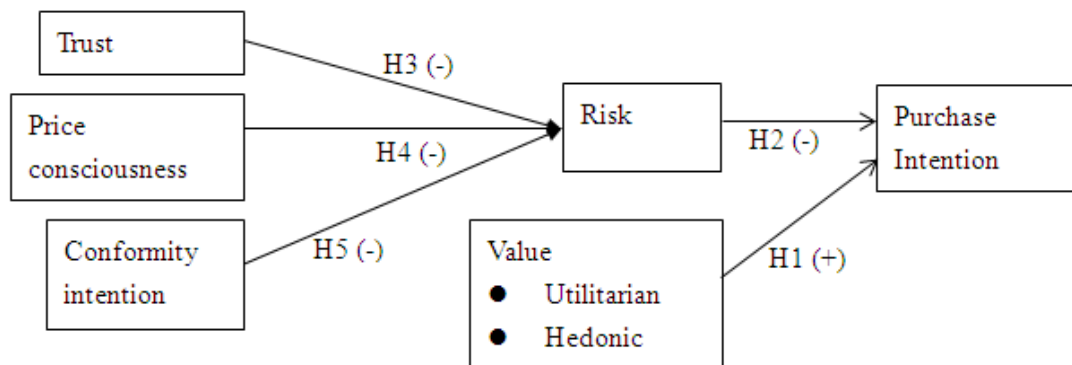 Trust
H3 (-)
Price
consciousness
H4 (-)
Conformity
intention
H5 (-)
Risk
H2 (-)
Purchase
Intention
Value
● Utilitarian
● Hedonic
H1 (+)